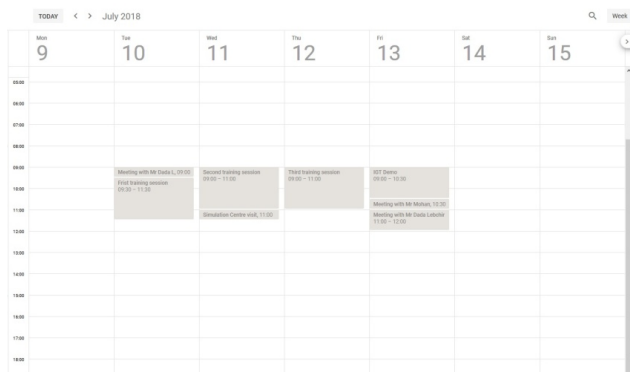 TODAY < > July 2018 Week
Mon Tue Wed Thu Fri Sat Sun
9 10 11 12 13 14 15
05:00
06:00
07:00
08:00
09:00
Meeting with Mr Dada L, 09:00
First training session
09:30 – 11:30
Second training session
09:00 – 11:00
Third training session
09:00 – 11:00
Demo
09:00 – 10:30
10:00
Meeting with Mr 10:30
11:00
Simulation Centre visit, 11:00
Meeting with Mr Dada
11:00 – 12:00
12:00
13:00
14:00
15:00
16:00
17:00
18:00